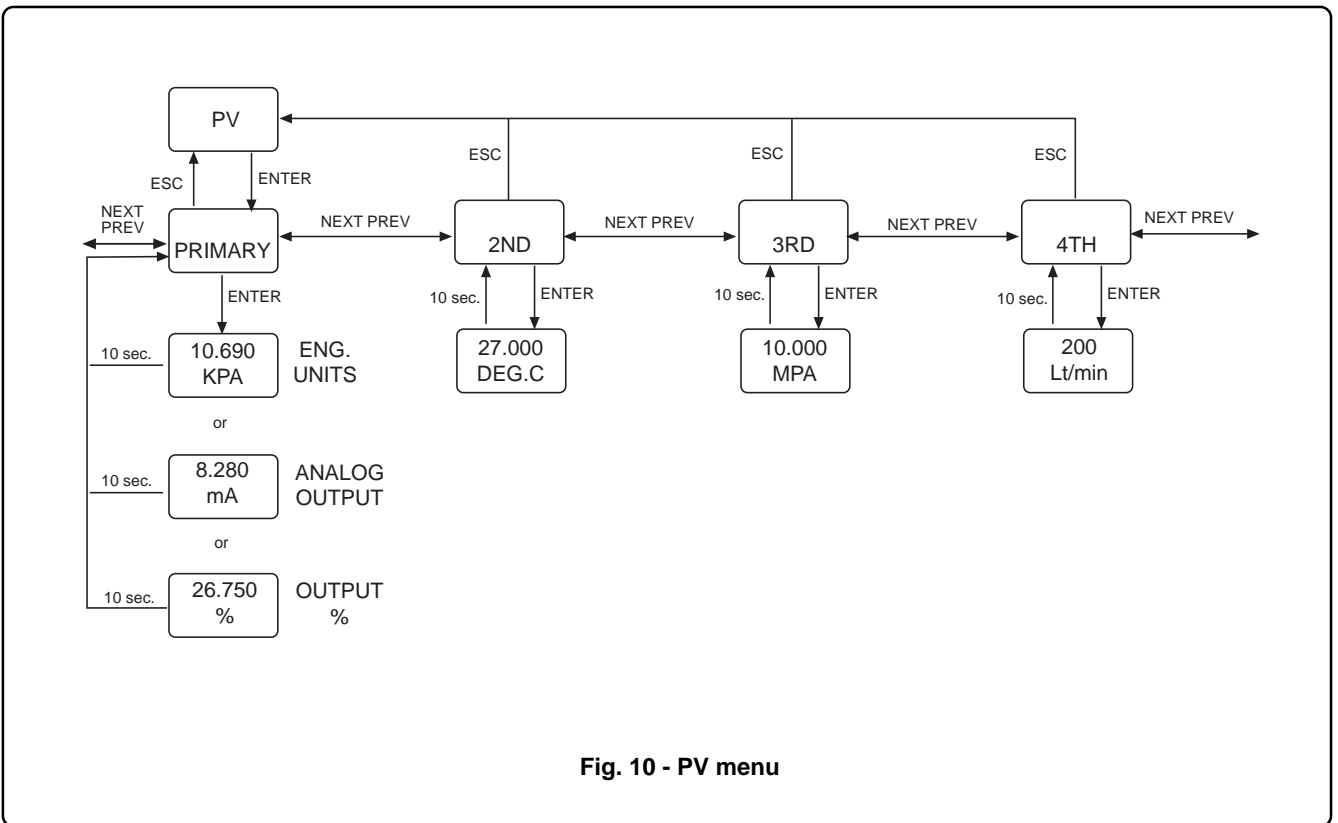 PV
ESC
ESC
ESC
ESC
ENTER
NEXT
PREV
PRIMARY
NEXT PREV
2ND
NEXT PREV
3RD
NEXT PREV
4TH
NEXT PREV
ENTER
10 sec.
ENTER
10 sec.
ENTER
10 sec.
ENTER
10 sec.
10.690
KPA
ENG.
UNITS
27.000
DEG.C
10.000
MPA
200
Lt/min
or
10 sec.
8.280
mA
ANALOG
OUTPUT
or
10 sec.
26.750
%
OUTPUT
%
Fig. 10 - PV menu